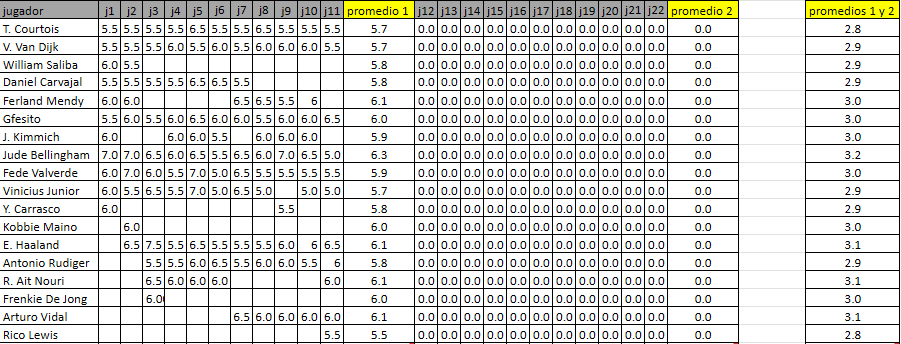 jugador j1 j2 j3 j4 j5 j6 j7 j8 j9 j10 j11 promedio 1 j12 j13 j14 j15 j16 j17 j18 j19 j20 j21 j22 promedio 2 promedios 1 y 2
T. Courtois 5.5 5.5 5.5 5.5 5.5 5.5 5.5 6.5 5.5 5.5 5.5 5.7 0.0 0.0 0.0 0.0 0.0 0.0 0.0 0.0 0.0 0.0 0.0 0.0 2.8
V. Van Dijk 5.5 5.5 5.5 6.0 5.5 6.0 5.5 6.0 6.0 6.0 5.5 5.7 0.0 0.0 0.0 0.0 0.0 0.0 0.0 0.0 0.0 0.0 0.0 0.0 2.9
William Saliba 6.0 5.5 5.8 0.0 0.0 0.0 0.0 0.0 0.0 0.0 0.0 0.0 0.0 0.0 0.0 2.9
Daniel Carvajal 5.5 5.5 5.5 5.5 6.5 6.5 5.5 5.8 0.0 0.0 0.0 0.0 0.0 0.0 0.0 0.0 0.0 0.0 0.0 0.0 2.9
Ferland Mendy 6.0 6.0 6.5 6.5 5.5 6 6.1 0.0 0.0 0.0 0.0 0.0 0.0 0.0 0.0 0.0 0.0 0.0 0.0 3.0
Gfesito 5.5 6.0 5.5 6.0 6.5 6.0 6.0 5.5 6.0 6.0 6.5 6.0 0.0 0.0 0.0 0.0 0.0 0.0 0.0 0.0 0.0 0.0 0.0 0.0 3.0
J. Kimmich 6.0 6.0 6.0 5.5 6.0 6.0 6.0 5.9 0.0 0.0 0.0 0.0 0.0 0.0 0.0 0.0 0.0 0.0 0.0 0.0 3.0
Jude Bellingham 7.0 7.0 6.5 6.0 6.5 5.5 6.5 6.0 7.0 6.5 5.0 6.3 0.0 0.0 0.0 0.0 0.0 0.0 0.0 0.0 0.0 0.0 0.0 0.0 3.2
Fede Valverde 6.0 7.0 6.0 5.5 7.0 5.0 6.5 5.5 5.5 5.5 5.5 5.9 0.0 0.0 0.0 0.0 0.0 0.0 0.0 0.0 0.0 0.0 0.0 0.0 3.0
Vinicius Junior 6.0 5.5 6.5 5.5 7.0 5.0 6.5 5.0 5.0 5.0 5.7 0.0 0.0 0.0 0.0 0.0 0.0 0.0 0.0 0.0 0.0 0.0 0.0 2.9
Y. Carrasco 6.0 5.5 5.8 0.0 0.0 0.0 0.0 0.0 0.0 0.0 0.0 0.0 0.0 0.0 0.0 2.9
Kobbie Maino 6.0 6.0 0.0 0.0 0.0 0.0 0.0 0.0 0.0 0.0 0.0 0.0 0.0 0.0 3.0
E. Haaland 6.5 7.5 5.5 6.5 5.5 5.5 5.5 6.0 6 6.5 6.1 0.0 0.0 0.0 0.0 0.0 0.0 0.0 0.0 0.0 0.0 0.0 0.0 3.1
Antonio Rudiger 5.5 5.5 6.0 6.5 5.5 6.0 6.0 5.5 6 5.8 0.0 0.0 0.0 0.0 0.0 0.0 0.0 0.0 0.0 0.0 0.0 0.0 2.9
R. Ait Nouri 6.5 6.0 6.0 6.0 6.0 6.1 0.0 0.0 0.0 0.0 0.0 0.0 0.0 0.0 0.0 0.0 0.0 0.0 3.1
Frenkie De Jong 6.00 6.0 0.0 0.0 0.0 0.0 0.0 0.0 0.0 0.0 0.0 0.0 0.0 0.0 3.0
Arturo Vidal 6.5 6.0 6.0 6.0 6.0 6.1 0.0 0.0 0.0 0.0 0.0 0.0 0.0 0.0 0.0 0.0 0.0 0.0 3.1
Rico Lewis 5.5 5.5 0.0 0.0 0.0 0.0 0.0 0.0 0.0 0.0 0.0 0.0 0.0 0.0 2.8